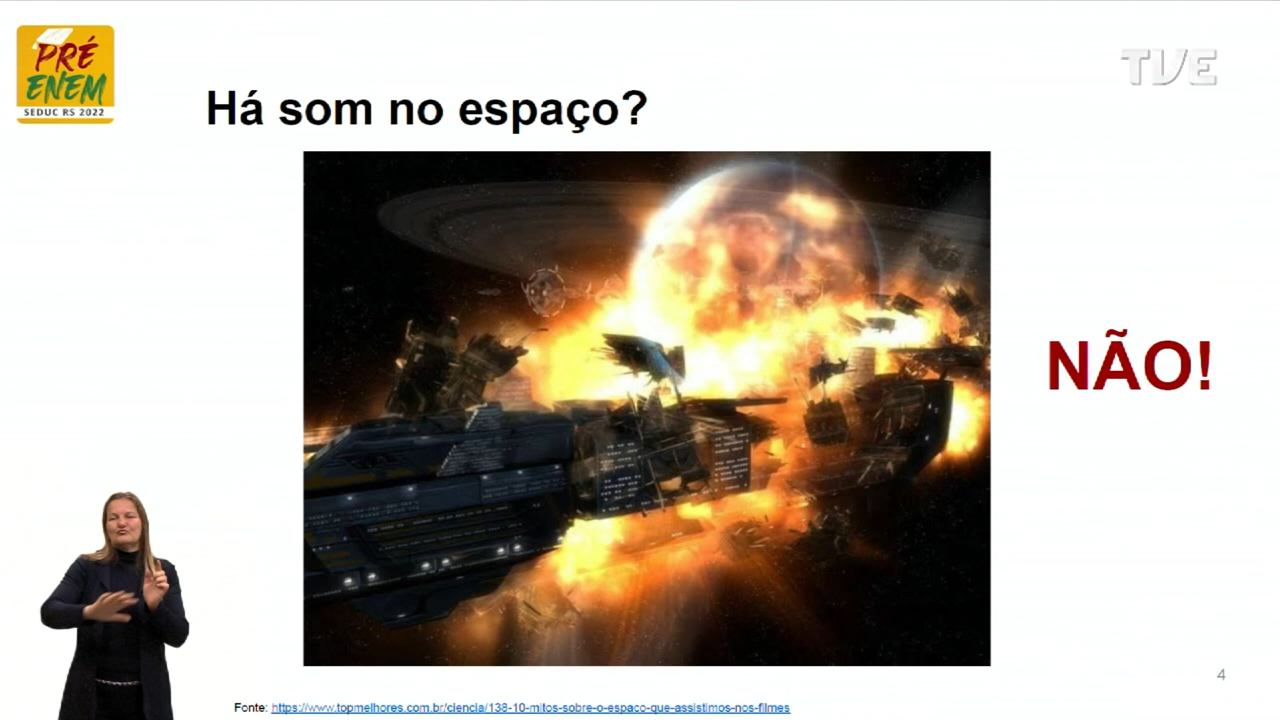 PRÉ
ENEM
SEDUC RS 2022
TVE
Há som no espaço?
NÃO!
4
Fonte: https://www.topmelhores.com.br/ciencia/138-10-mitos-sobre-o-espaco-que-assistimos-nos-filmes